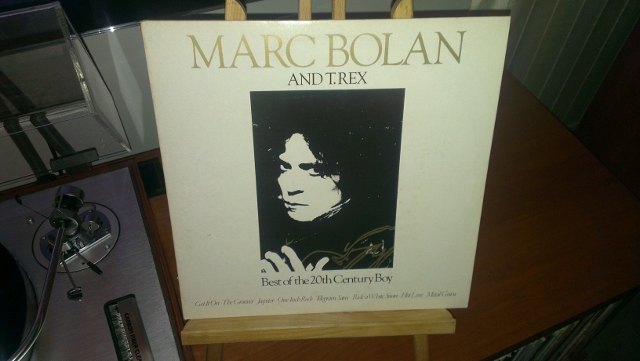 MARC BOLAN
AND T.REX
Best of the 20th Century Boy
Get It On · The Groover · Jeepster · One Inch Rock · Telegram Sam · Ride a White Swan · Hot Love · Metal Guru